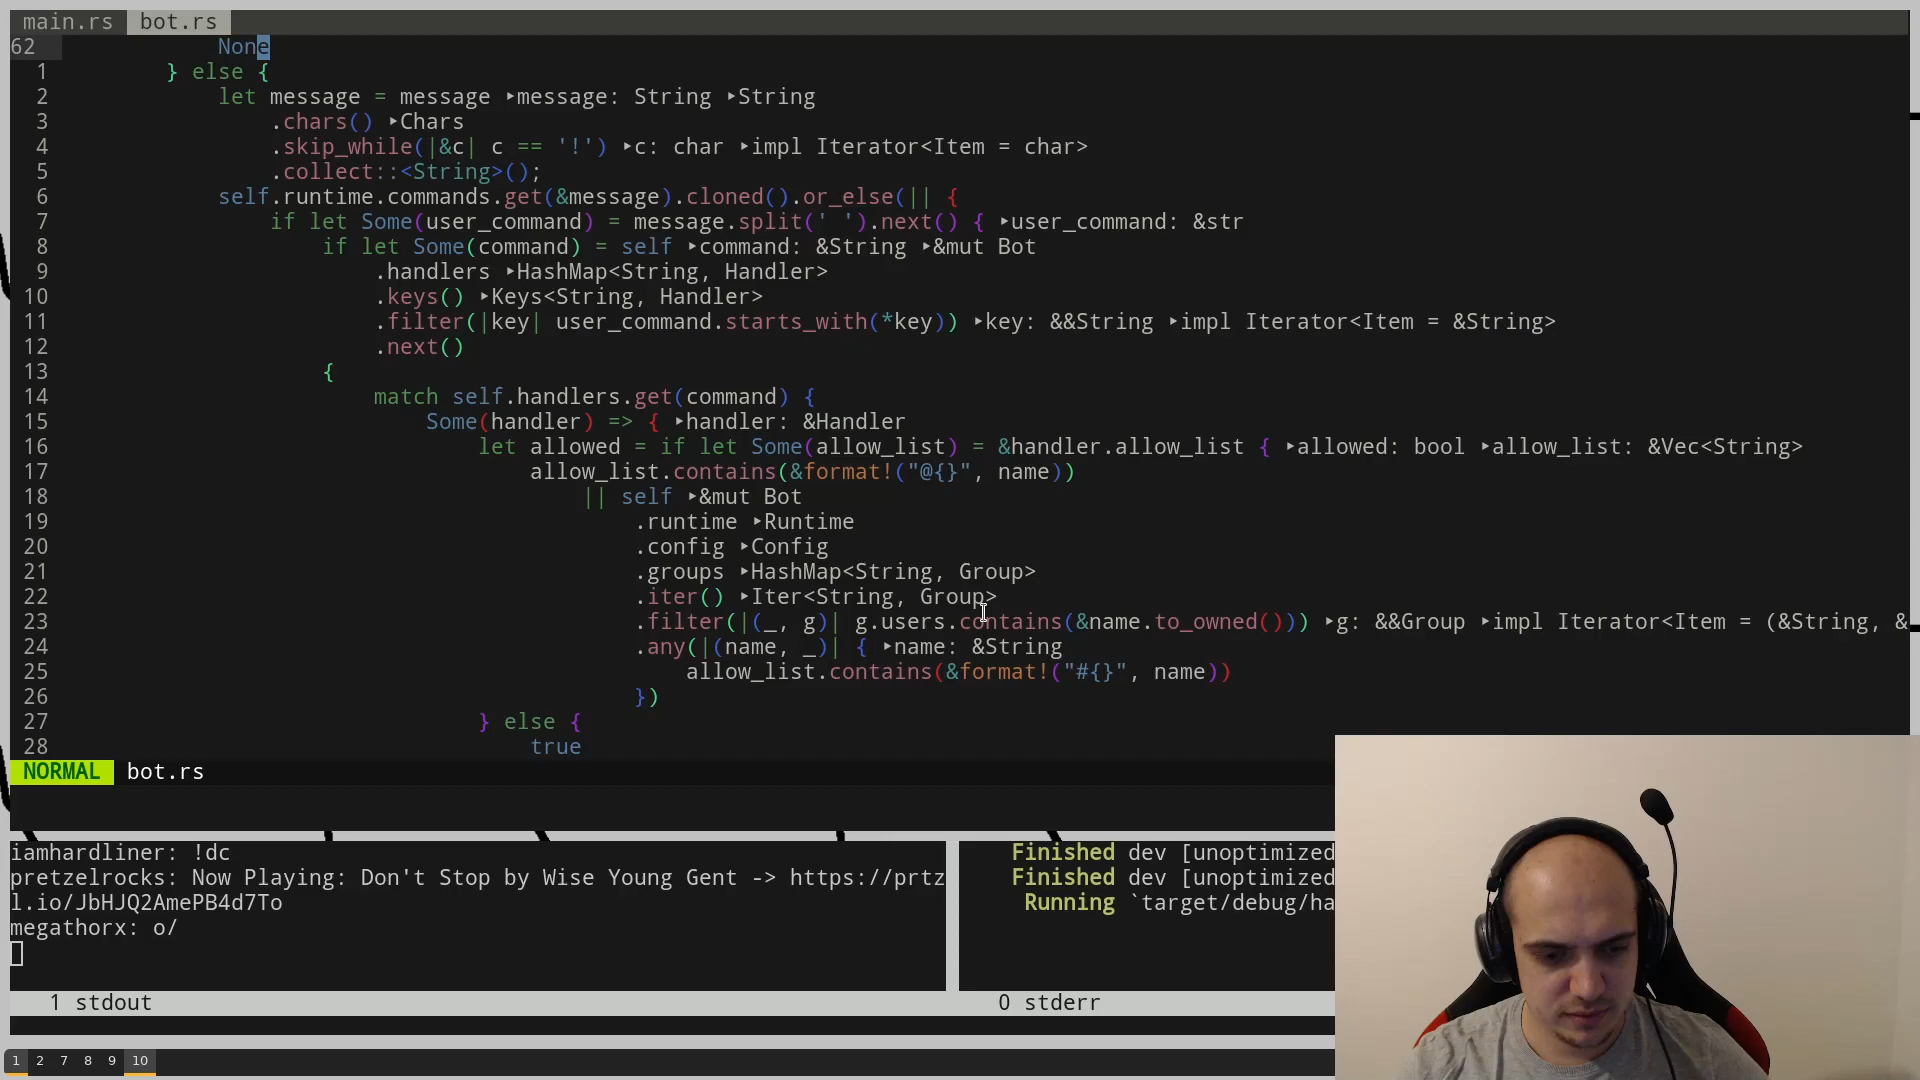 main.rs bot.rs
62 None
1 } else {
2 let message = message ▸message: String ▸String
3 .chars() ▸Chars
4 .skip_while(|&c| c == '!') ▸c: char ▸impl Iterator<Item = char>
5 .collect::<String>();
6 self.runtime.commands.get(&message).cloned().or_else(|| {
7 if let Some(user_command) = message.split(' ').next() { ▸user_command: &str
8 if let Some(command) = self ▸command: &String ▸&mut Bot
9 .handlers ▸HashMap<String, Handler>
10 .keys() ▸Keys<String, Handler>
11 .filter(|key| user_command.starts_with(*key)) ▸key: &&String ▸impl Iterator<Item = &String>
12 .next()
13 {
14 match self.handlers.get(command) {
15 Some(handler) => { ▸handler: &Handler
16 let allowed = if let Some(allow_list) = &handler.allow_list { ▸allowed: bool ▸allow_list: &Vec<String>
17 allow_list.contains(&format!("@{}", name))
18 || self ▸&mut Bot
19 .runtime ▸Runtime
20 .config ▸Config
21 .groups ▸HashMap<String, Group>
22 .iter() ▸Iter<String, Group>
23 .filter(|(_, g)| g.users.contains(&name.to_owned())) ▸g: &&Group ▸impl Iterator<Item = (&String, &
24 .any(|(name, _)| { ▸name: &String
25 allow_list.contains(&format!("#{}", name))
26 })
27 } else {
28 true
NORMAL bot.rs
iamhardliner: !dc
pretzelrocks: Now Playing: Don't Stop by Wise Young Gent -> https://prtz
l.io/JbHJQ2AmePB4d7To
megathorx: o/
1 stdout
Finished dev [unoptimized
Finished dev [unoptimized
Running `target/debug/ha
0 stderr
1 2 7 8 9 10